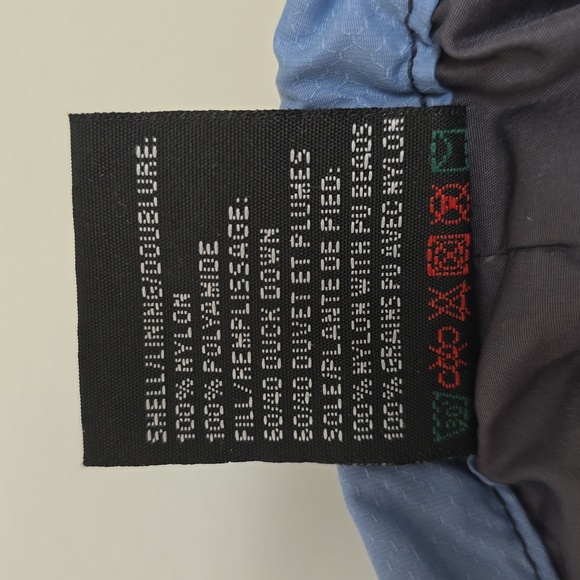 SHELL/LINING/DOUBLURE:
100% NYLON
100% POLYAMIDE
FILL/REMPLISSAGE:
60/40 DUCK DOWN
60/40 DUVET ET PLUMES
SOLE/PLANTE DE PIED:
100% NYLON WITH PU BEADS
100% GRAINS PU AVEC NYLON